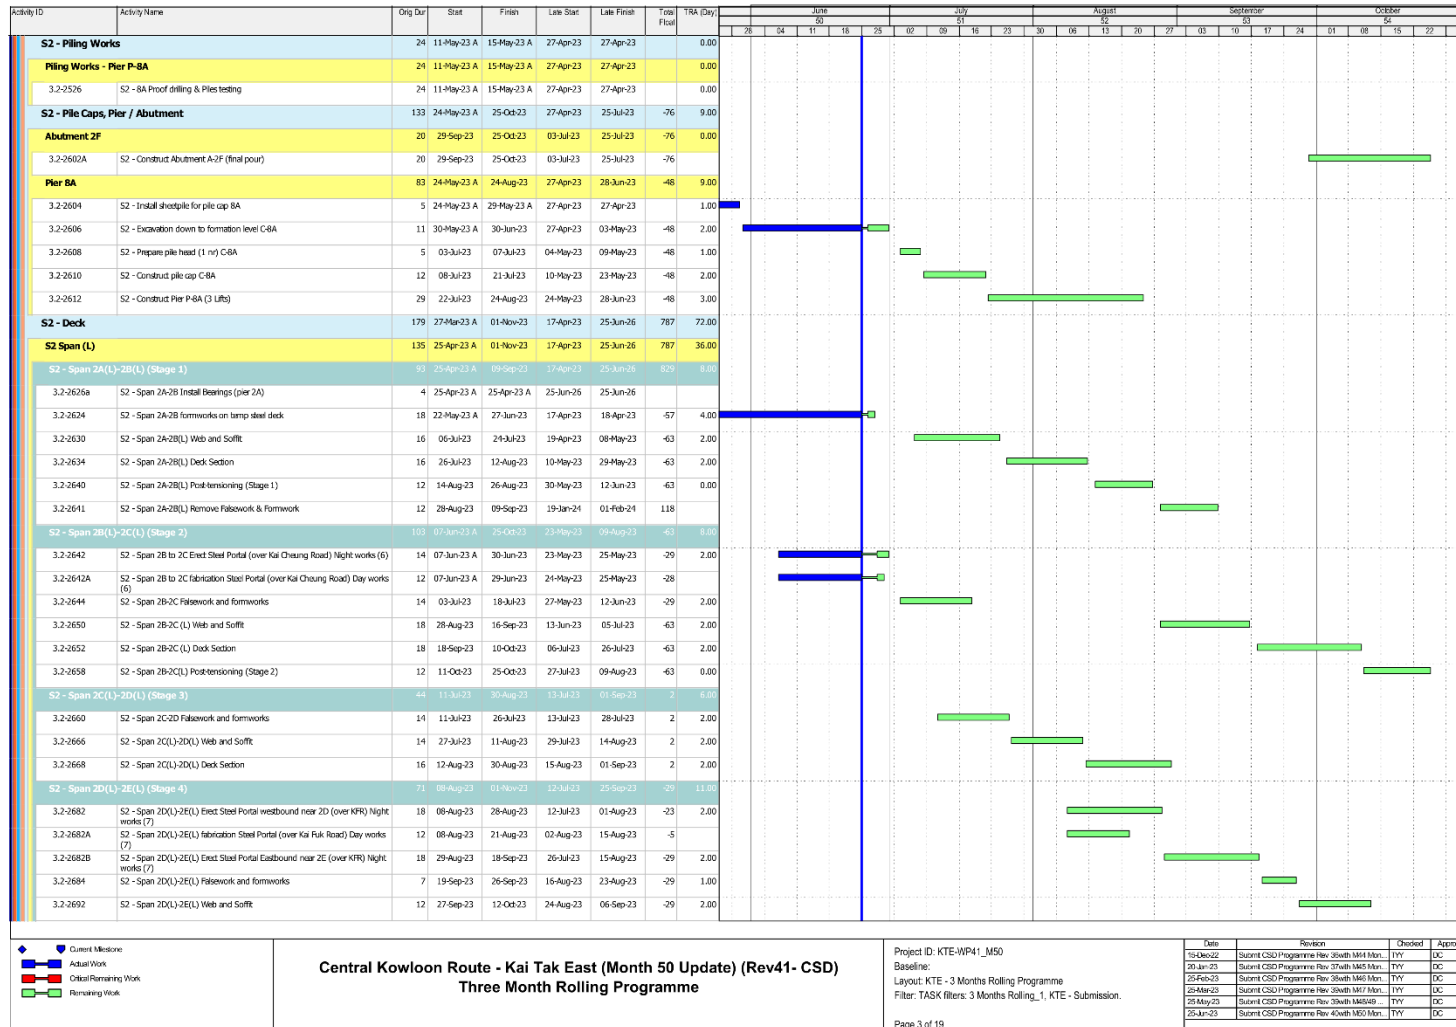 Activity ID Activity Name Orig Dur Start Finish Late Start Late Finish Total Float TRA (Day)
June July August September October
50 51 52 53 54
28 04 11 18 25 02 09 16 23 30 06 13 20 27 03 10 17 24 01 08 15 22
S2 - Piling Works 24 11-May-23 A 15-May-23 A 27-Apr-23 27-Apr-23 0.00
Piling Works - Pier P-8A 24 11-May-23 A 15-May-23 A 27-Apr-23 27-Apr-23 0.00
3.2-2526 S2 - 8A Proof drilling & Piles testing 24 11-May-23 A 15-May-23 A 27-Apr-23 27-Apr-23 0.00
S2 - Pile Caps, Pier / Abutment 133 24-May-23 A 25-Oct-23 27-Apr-23 25-Jul-23 -76 9.00
Abutment 2F 20 29-Sep-23 25-Oct-23 03-Jul-23 25-Jul-23 -76 0.00
3.2-2602A S2 - Construct Abutment A-2F (final pour) 20 29-Sep-23 25-Oct-23 03-Jul-23 25-Jul-23 -76
Pier 8A 83 24-May-23 A 24-Aug-23 27-Apr-23 28-Jun-23 -48 9.00
3.2-2604 S2 - Install sheetpile for pile cap 8A 5 24-May-23 A 29-May-23 A 27-Apr-23 27-Apr-23 1.00
3.2-2606 S2 - Excavation down to formation level C-8A 11 30-May-23 A 30-Jun-23 27-Apr-23 03-May-23 -48 2.00
3.2-2608 S2 - Prepare pile head (1 nr) C-8A 5 03-Jul-23 07-Jul-23 04-May-23 09-May-23 -48 1.00
3.2-2610 S2 - Construct pile cap C-8A 12 08-Jul-23 21-Jul-23 10-May-23 23-May-23 -48 2.00
3.2-2612 S2 - Construct Pier P-8A (3 Lifts) 29 22-Jul-23 24-Aug-23 24-May-23 28-Jun-23 -48 3.00
S2 - Deck 179 27-Mar-23 A 01-Nov-23 17-Apr-23 25-Jun-26 787 72.00
S2 Span (L) 135 25-Apr-23 A 01-Nov-23 17-Apr-23 25-Jun-26 787 36.00
S2 - Span 2A(L)-2B(L) (Stage 1) 93 25-Apr-23 A 09-Sep-23 17-Apr-23 25-Jun-26 829 8.00
3.2-2626a S2 - Span 2A-2B Install Bearings (pier 2A) 4 25-Apr-23 A 25-Apr-23 A 25-Jun-26 25-Jun-26
3.2-2624 S2 - Span 2A-2B formworks on temp steel deck 18 22-May-23 A 27-Jun-23 17-Apr-23 18-Apr-23 -57 4.00
3.2-2630 S2 - Span 2A-2B(L) Web and Soffit 16 06-Jul-23 24-Jul-23 19-Apr-23 08-May-23 -63 2.00
3.2-2634 S2 - Span 2A-2B(L) Deck Section 16 26-Jul-23 12-Aug-23 10-May-23 29-May-23 -63 2.00
3.2-2640 S2 - Span 2A-2B(L) Post-tensioning (Stage 1) 12 14-Aug-23 26-Aug-23 30-May-23 12-Jun-23 -63 0.00
3.2-2641 S2 - Span 2A-2B(L) Remove Falsework & Formwork 12 28-Aug-23 09-Sep-23 19-Jan-24 01-Feb-24 118
S2 - Span 2B(L)-2C(L) (Stage 2) 103 07-Jun-23 A 25-Oct-23 23-May-23 09-Aug-23 -63 8.00
3.2-2642 S2 - Span 2B to 2C Erect Steel Portal (over Kai Cheung Road) Night works (6) 14 07-Jun-23 A 30-Jun-23 23-May-23 25-May-23 -29 2.00
3.2-2642A S2 - Span 2B to 2C fabrication Steel Portal (over Kai Cheung Road) Day works 12 07-Jun-23 A 29-Jun-23 24-May-23 25-May-23 -28
(6)
3.2-2644 S2 - Span 2B-2C Falsework and formworks 14 03-Jul-23 18-Jul-23 27-May-23 12-Jun-23 -29 2.00
3.2-2650 S2 - Span 2B-2C (L) Web and Soffit 18 28-Aug-23 16-Sep-23 13-Jun-23 05-Jul-23 -63 2.00
3.2-2652 S2 - Span 2B-2C (L) Deck Section 18 18-Sep-23 10-Oct-23 06-Jul-23 26-Jul-23 -63 2.00
3.2-2658 S2 - Span 2B-2C(L) Post-tensioning (Stage 2) 12 11-Oct-23 25-Oct-23 27-Jul-23 09-Aug-23 -63 0.00
S2 - Span 2C(L)-2D(L) (Stage 3) 44 11-Jul-23 30-Aug-23 13-Jul-23 01-Sep-23 2 6.00
3.2-2660 S2 - Span 2C-2D Falsework and formworks 14 11-Jul-23 26-Jul-23 13-Jul-23 28-Jul-23 2 2.00
3.2-2666 S2 - Span 2C(L)-2D(L) Web and Soffit 14 27-Jul-23 11-Aug-23 29-Jul-23 14-Aug-23 2 2.00
3.2-2668 S2 - Span 2C(L)-2D(L) Deck Section 16 12-Aug-23 30-Aug-23 15-Aug-23 01-Sep-23 2 2.00
S2 - Span 2D(L)-2E(L) (Stage 4) 71 08-Aug-23 01-Nov-23 12-Jul-23 25-Sep-23 -29 11.00
3.2-2682 S2 - Span 2D(L)-2E(L) Erect Steel Portal westbound near 2D (over KFR) Night 18 08-Aug-23 28-Aug-23 12-Jul-23 01-Aug-23 -23 2.00
works (7)
3.2-2682A S2 - Span 2D(L)-2E(L) fabrication Steel Portal (over Kai Fuk Road) Day works 12 08-Aug-23 21-Aug-23 02-Aug-23 15-Aug-23 -5
(7)
3.2-2682B S2 - Span 2D(L)-2E(L) Erect Steel Portal Eastbound near 2E (over KFR) Night 18 29-Aug-23 18-Sep-23 26-Jul-23 15-Aug-23 -29 2.00
works (7)
3.2-2684 S2 - Span 2D(L)-2E(L) Falsework and formworks 7 19-Sep-23 26-Sep-23 16-Aug-23 23-Aug-23 -29 1.00
3.2-2692 S2 - Span 2D(L)-2E(L) Web and Soffit 12 27-Sep-23 12-Oct-23 24-Aug-23 06-Sep-23 -29 2.00
Current Milestone
Actual Work
Critical Remaining Work
Remaining Work
Central Kowloon Route - Kai Tak East (Month 50 Update) (Rev41- CSD)
Three Month Rolling Programme
Project ID: KTE-WP41_M50
Baseline:
Layout: KTE - 3 Months Rolling Programme
Filter: TASK filters: 3 Months Rolling_1, KTE - Submission.
Page 3 of 19
Date Revision Checked Appro
15-Dec-22 Submit CSD Programme Rev 36with M44 Mon... TYY DC
20-Jan-23 Submit CSD Programme Rev 37with M45 Mon... TYY DC
25-Feb-23 Submit CSD Programme Rev 38with M46 Mon... TYY DC
25-Mar-23 Submit CSD Programme Rev 39with M47 Mon... TYY DC
25-May-23 Submit CSD Programme Rev 39with M48/49 ... TYY DC
25-Jun-23 Submit CSD Programme Rev 40with M50 Mon... TYY DC